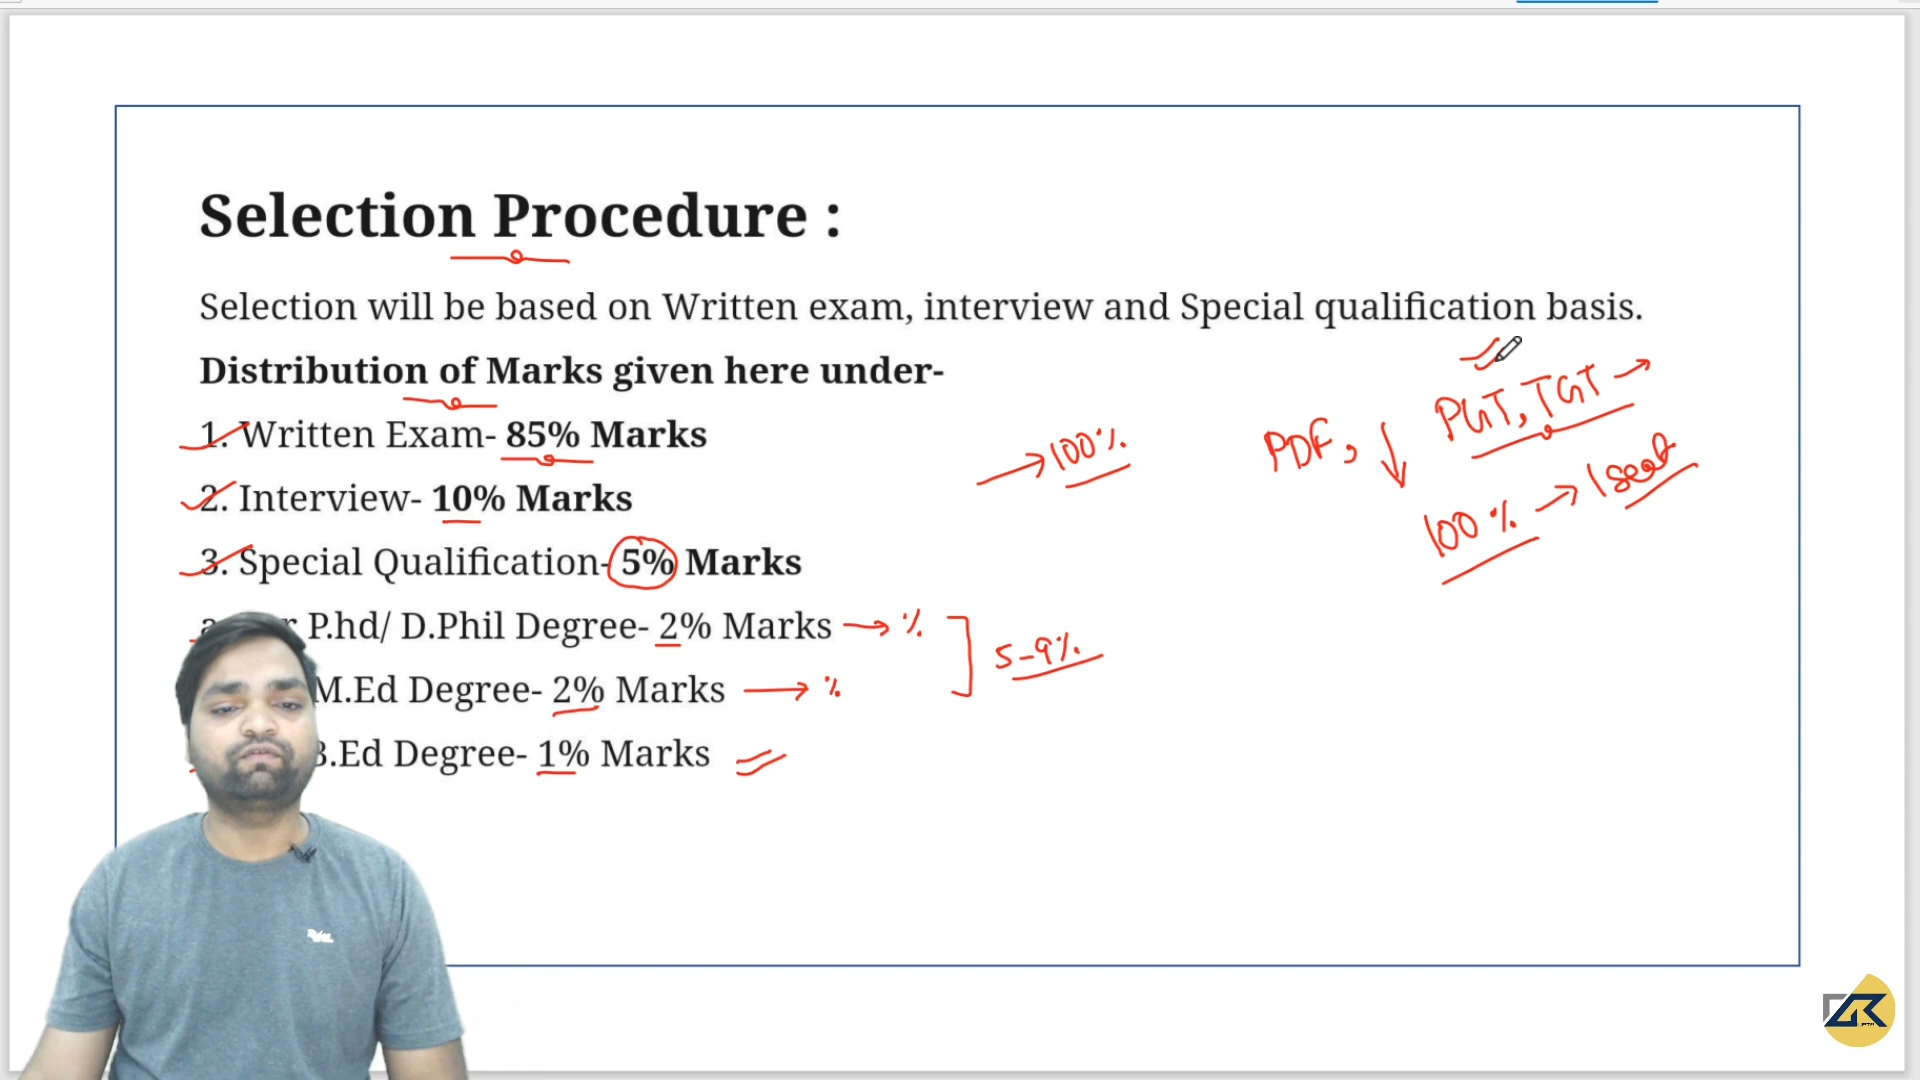 Selection Procedure :
Selection will be based on Written exam, interview and Special qualification basis.
Distribution of Marks given here under-
1. Written Exam- 85% Marks
2. Interview- 10% Marks
3. Special Qualification- 5% Marks
P.hd/ D.Phil Degree- 2% Marks → %
M.Ed Degree- 2% Marks → %
B.Ed Degree- 1% Marks
5-9%
→ 100%
PDF, ↓ PGT, TGT →
100% → 1 seat